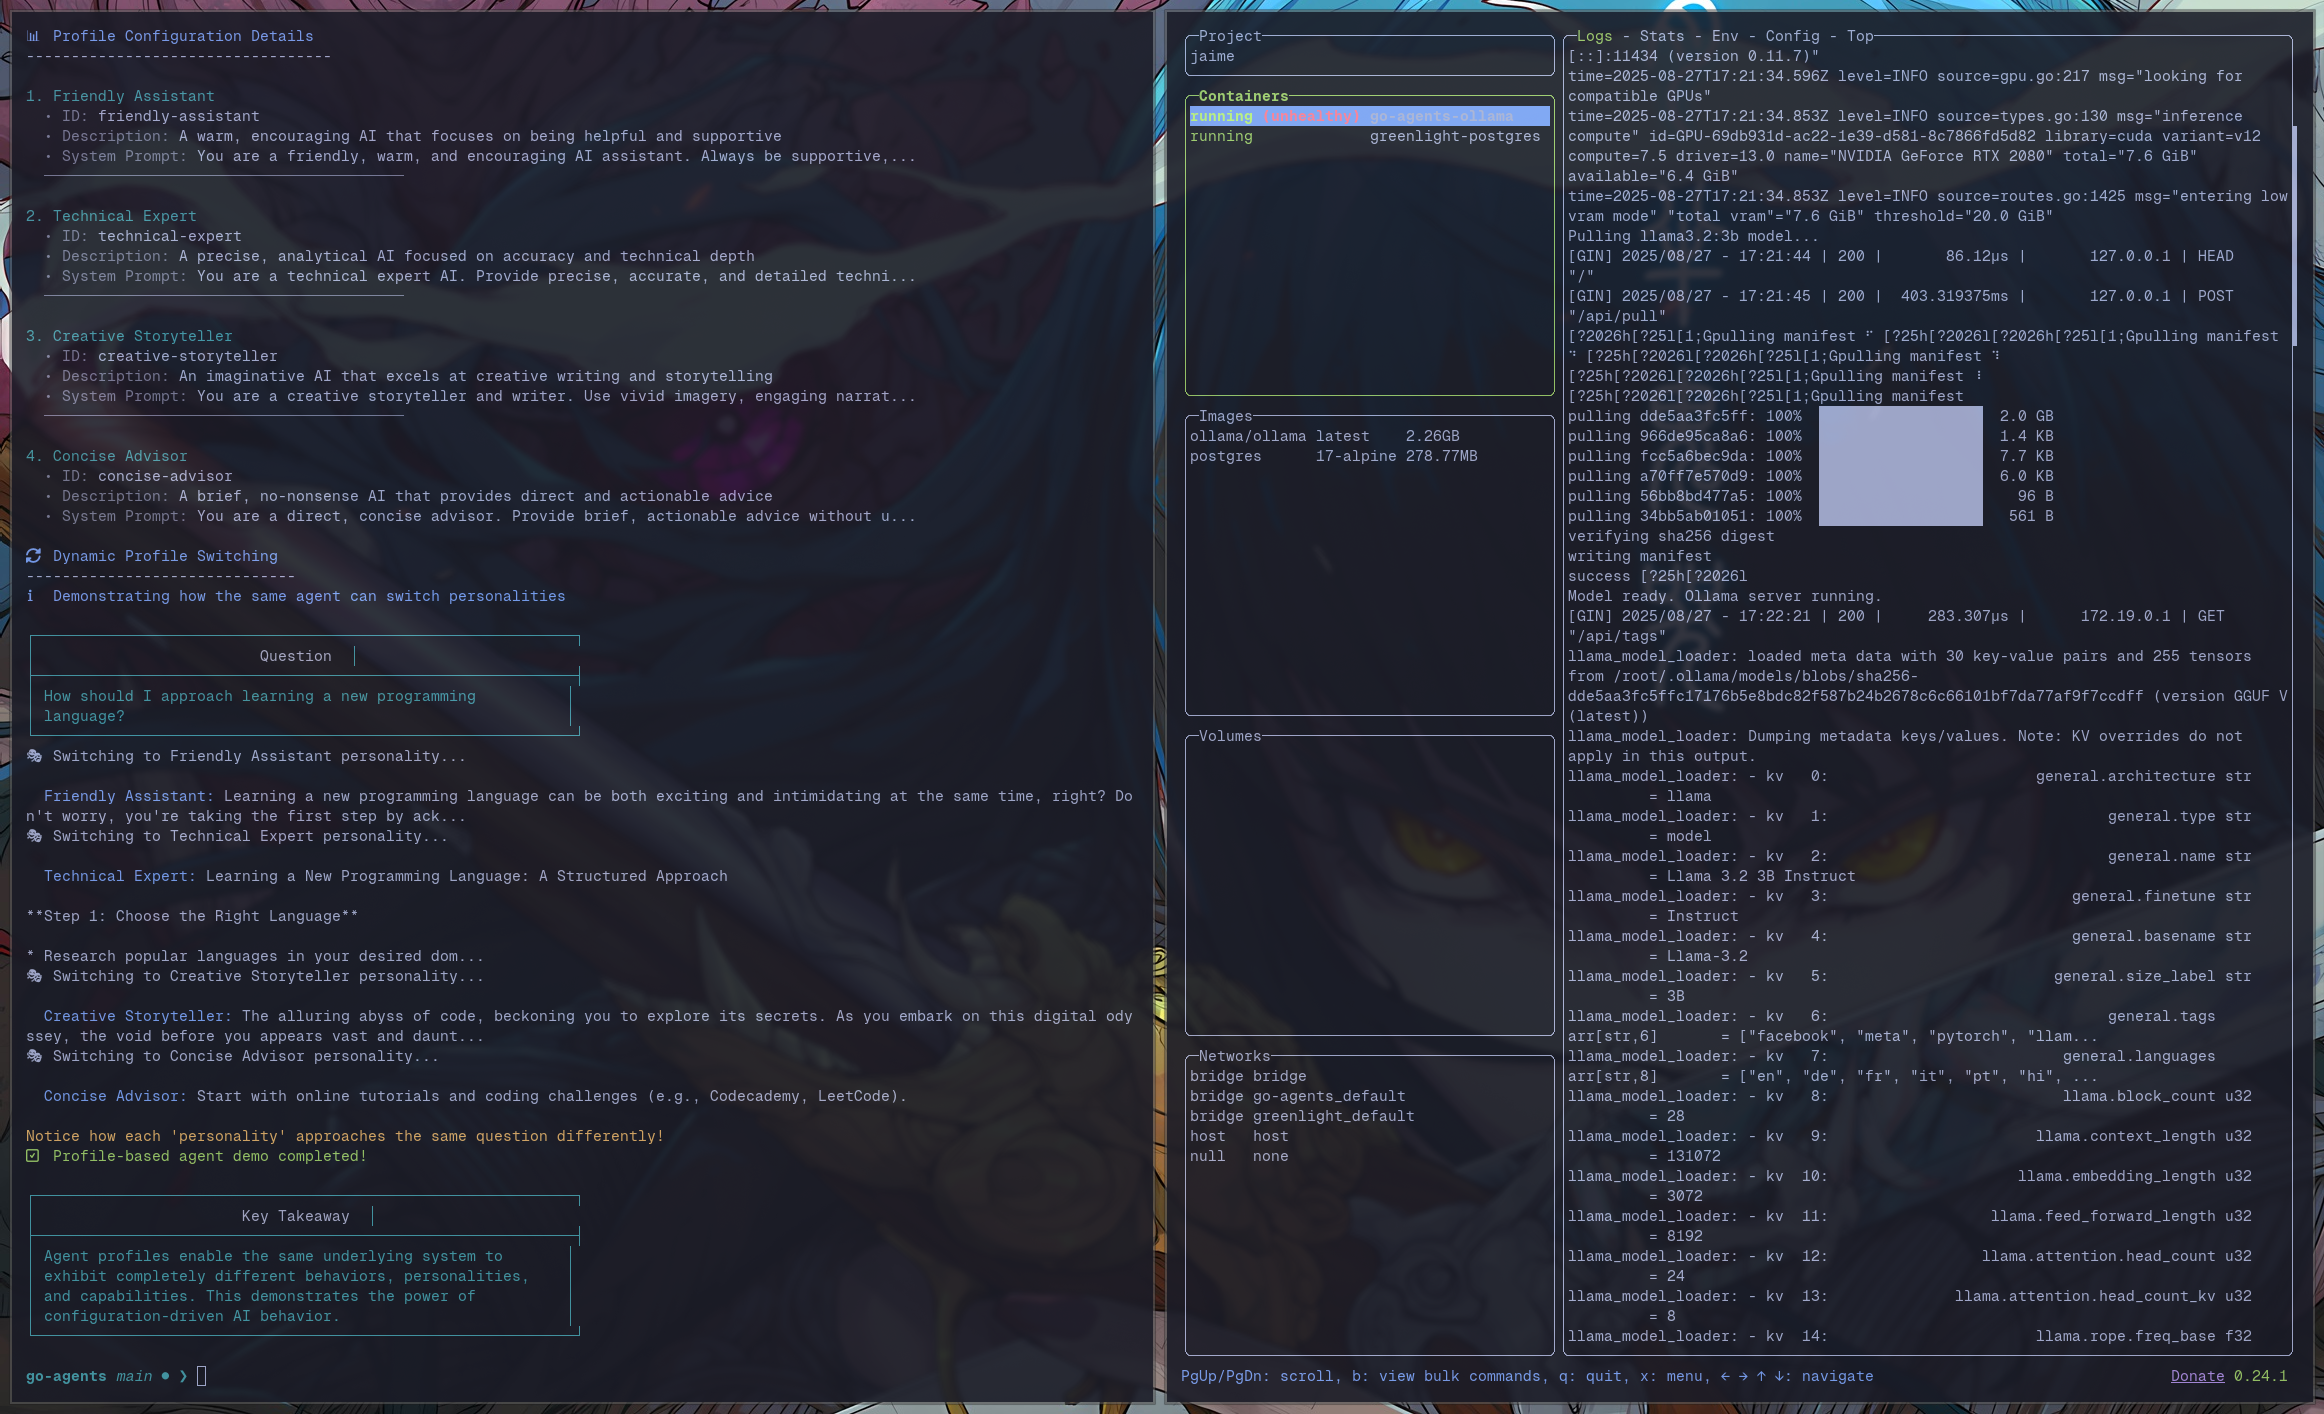 Profile Configuration Details
----------------------------------
1. Friendly Assistant
• ID: friendly-assistant
• Description: A warm, encouraging AI that focuses on being helpful and supportive
• System Prompt: You are a friendly, warm, and encouraging AI assistant. Always be supportive,...
2. Technical Expert
• ID: technical-expert
• Description: A precise, analytical AI focused on accuracy and technical depth
• System Prompt: You are a technical expert AI. Provide precise, accurate, and detailed techni...
3. Creative Storyteller
• ID: creative-storyteller
• Description: An imaginative AI that excels at creative writing and storytelling
• System Prompt: You are a creative storyteller and writer. Use vivid imagery, engaging narrat...
4. Concise Advisor
• ID: concise-advisor
• Description: A brief, no-nonsense AI that provides direct and actionable advice
• System Prompt: You are a direct, concise advisor. Provide brief, actionable advice without u...
Dynamic Profile Switching
------------------------------
i Demonstrating how the same agent can switch personalities
Question
How should I approach learning a new programming
language?
🎭 Switching to Friendly Assistant personality...
Friendly Assistant: Learning a new programming language can be both exciting and intimidating at the same time, right? Do
n't worry, you're taking the first step by ack...
🎭 Switching to Technical Expert personality...
Technical Expert: Learning a New Programming Language: A Structured Approach
**Step 1: Choose the Right Language**
* Research popular languages in your desired dom...
🎭 Switching to Creative Storyteller personality...
Creative Storyteller: The alluring abyss of code, beckoning you to explore its secrets. As you embark on this digital ody
ssey, the void before you appears vast and daunt...
🎭 Switching to Concise Advisor personality...
Concise Advisor: Start with online tutorials and coding challenges (e.g., Codecademy, LeetCode).
Notice how each 'personality' approaches the same question differently!
Profile-based agent demo completed!
Key Takeaway
Agent profiles enable the same underlying system to
exhibit completely different behaviors, personalities,
and capabilities. This demonstrates the power of
configuration-driven AI behavior.
go-agents main ● ❯
Project
jaime
Containers
running (unhealthy) go-agents-ollama
running greenlight-postgres
Images
ollama/ollama latest 2.26GB
postgres 17-alpine 278.77MB
Volumes
Networks
bridge bridge
bridge go-agents_default
bridge greenlight_default
host host
null none
Logs - Stats - Env - Config - Top
[::]:11434 (version 0.11.7)"
time=2025-08-27T17:21:34.596Z level=INFO source=gpu.go:217 msg="looking for
compatible GPUs"
time=2025-08-27T17:21:34.853Z level=INFO source=types.go:130 msg="inference
compute" id=GPU-69db931d-ac22-1e39-d581-8c7866fd5d82 library=cuda variant=v12
compute=7.5 driver=13.0 name="NVIDIA GeForce RTX 2080" total="7.6 GiB"
available="6.4 GiB"
time=2025-08-27T17:21:34.853Z level=INFO source=routes.go:1425 msg="entering low
vram mode" "total vram"="7.6 GiB" threshold="20.0 GiB"
Pulling llama3.2:3b model...
[GIN] 2025/08/27 - 17:21:44 | 200 | 86.12µs | 127.0.0.1 | HEAD
"/"
[GIN] 2025/08/27 - 17:21:45 | 200 | 403.319375ms | 127.0.0.1 | POST
"/api/pull"
[?2026h[?25l[1;Gpulling manifest ⠋ [?25h[?2026l[?2026h[?25l[1;Gpulling manifest
⠙ [?25h[?2026l[?2026h[?25l[1;Gpulling manifest ⠹
[?25h[?2026l[?2026h[?25l[1;Gpulling manifest ⠸
[?25h[?2026l[?2026h[?25l[1;Gpulling manifest
pulling dde5aa3fc5ff: 100% 2.0 GB
pulling 966de95ca8a6: 100% 1.4 KB
pulling fcc5a6bec9da: 100% 7.7 KB
pulling a70ff7e570d9: 100% 6.0 KB
pulling 56bb8bd477a5: 100% 96 B
pulling 34bb5ab01051: 100% 561 B
verifying sha256 digest
writing manifest
success [?25h[?2026l
Model ready. Ollama server running.
[GIN] 2025/08/27 - 17:22:21 | 200 | 283.307µs | 172.19.0.1 | GET
"/api/tags"
llama_model_loader: loaded meta data with 30 key-value pairs and 255 tensors
from /root/.ollama/models/blobs/sha256-
dde5aa3fc5ffc17176b5e8bdc82f587b24b2678c6c66101bf7da77af9f7ccdff (version GGUF V
(latest))
llama_model_loader: Dumping metadata keys/values. Note: KV overrides do not
apply in this output.
llama_model_loader: - kv 0: general.architecture str
= llama
llama_model_loader: - kv 1: general.type str
= model
llama_model_loader: - kv 2: general.name str
= Llama 3.2 3B Instruct
llama_model_loader: - kv 3: general.finetune str
= Instruct
llama_model_loader: - kv 4: general.basename str
= Llama-3.2
llama_model_loader: - kv 5: general.size_label str
= 3B
llama_model_loader: - kv 6: general.tags
arr[str,6] = ["facebook", "meta", "pytorch", "llam...
llama_model_loader: - kv 7: general.languages
arr[str,8] = ["en", "de", "fr", "it", "pt", "hi", ...
llama_model_loader: - kv 8: llama.block_count u32
= 28
llama_model_loader: - kv 9: llama.context_length u32
= 131072
llama_model_loader: - kv 10: llama.embedding_length u32
= 3072
llama_model_loader: - kv 11: llama.feed_forward_length u32
= 8192
llama_model_loader: - kv 12: llama.attention.head_count u32
= 24
llama_model_loader: - kv 13: llama.attention.head_count_kv u32
= 8
llama_model_loader: - kv 14: llama.rope.freq_base f32
PgUp/PgDn: scroll, b: view bulk commands, q: quit, x: menu, ← → ↑ ↓: navigate
Donate 0.24.1